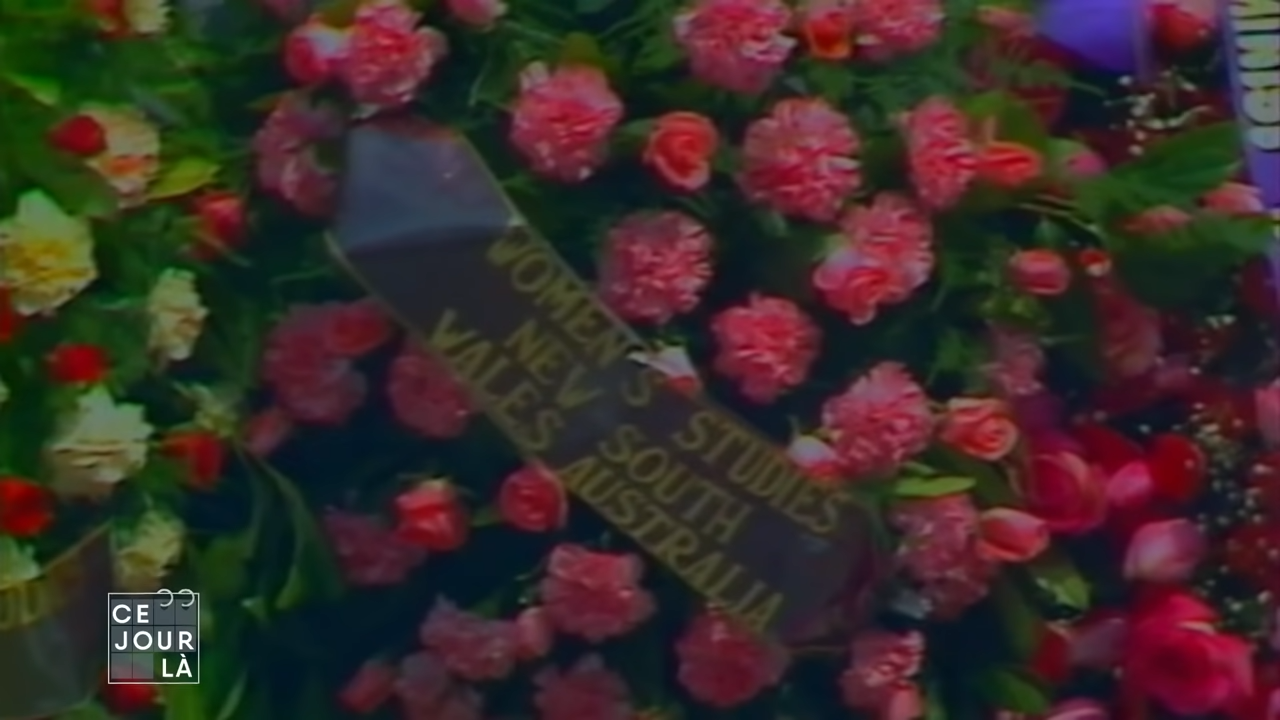 WOMEN'S STUDIES
NEW SOUTH
WALES AUSTRALIA
CE
JOUR
LÀ